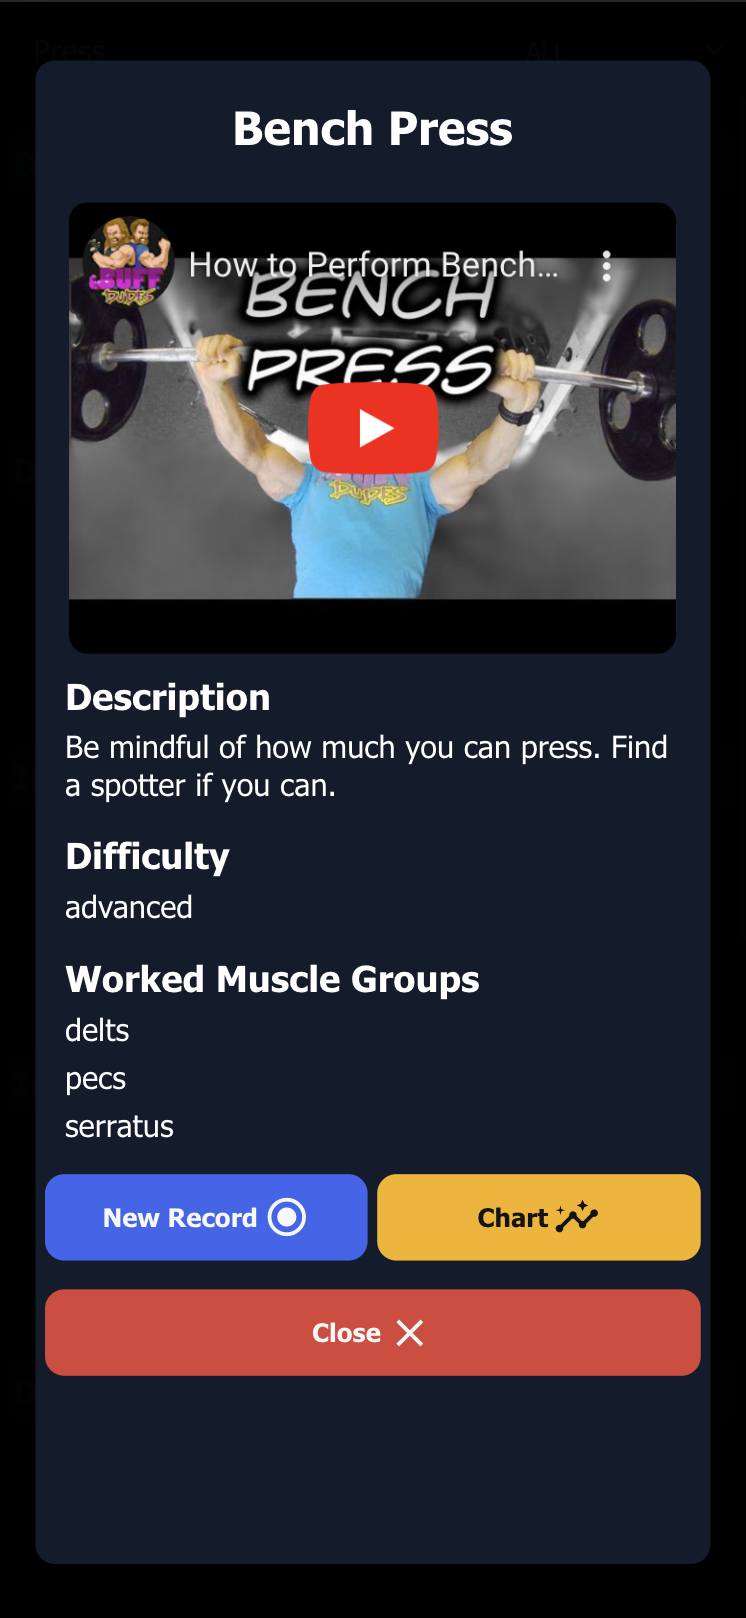 Press
ALL
Bench Press
BUFF
DUDES
How to Perform Bench...
BENCH
PRESS
DUDES
Description
Be mindful of how much you can press. Find
a spotter if you can.
Difficulty
advanced
Worked Muscle Groups
delts
pecs
serratus
New Record
Chart
Close